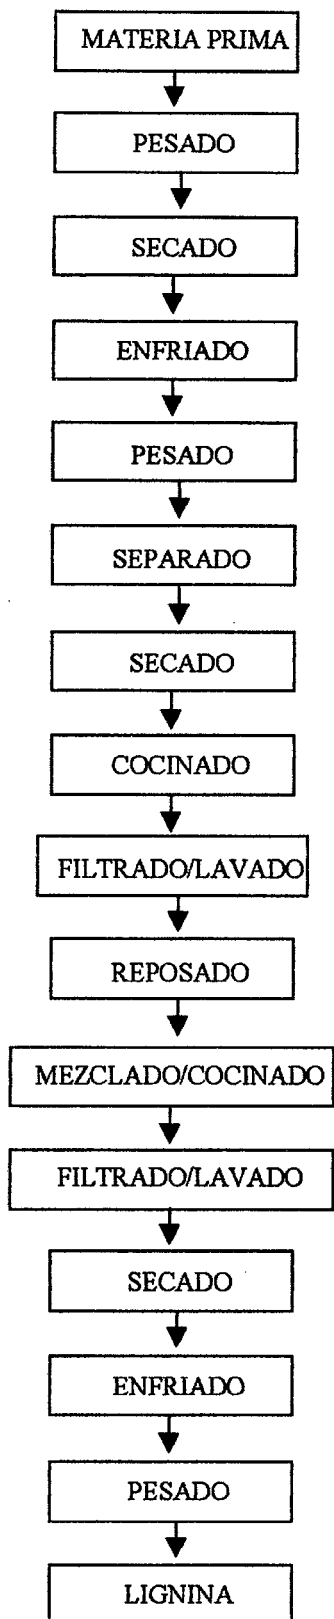 MATERIA PRIMA
PESADO
SECADO
ENFRIADO
PESADO
SEPARADO
SECADO
COCINADO
FILTRADO/LAVADO
REPOSADO
MEZCLADO/COCINADO
FILTRADO/LAVADO
SECADO
ENFRIADO
PESADO
LIGNINA